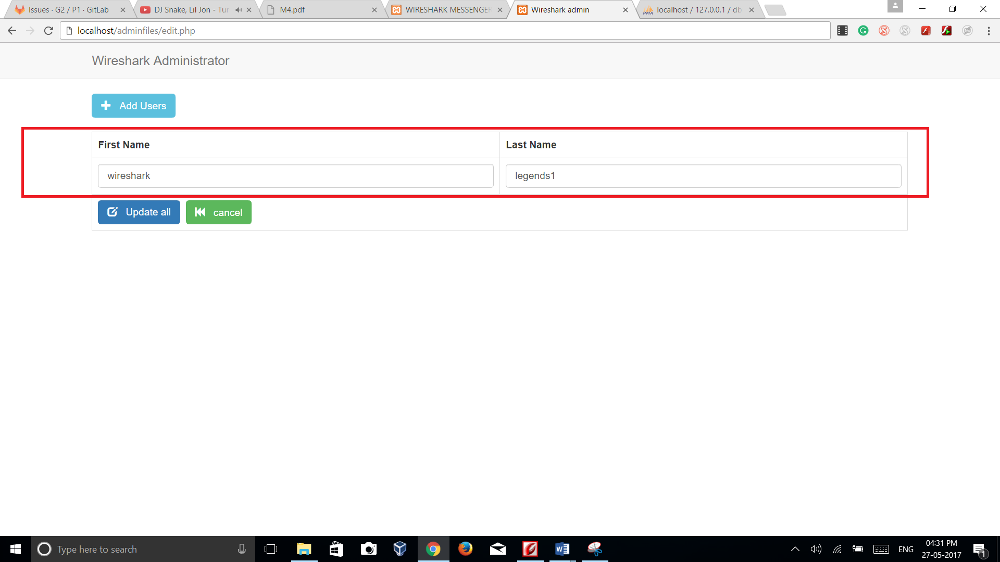 Issues · G2 / P1 · GitLab
DJ Snake, Lil Jon - Tur
M4.pdf
WIRESHARK MESSENGER
Wireshark admin
localhost / 127.0.0.1 / db
localhost/adminfiles/edit.php
Wireshark Administrator
Add Users
First Name
Last Name
wireshark
legends1
Update all
cancel
Type here to search
ENG
04:31 PM
27-05-2017
1